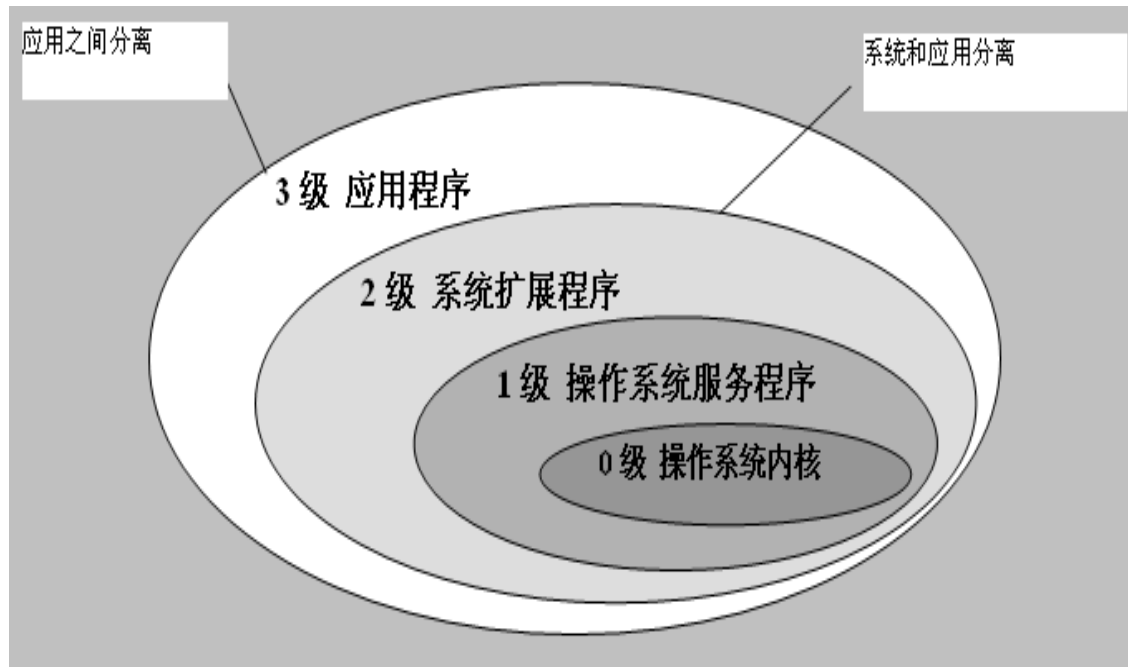 应用之间分离
系统和应用分离
3级 应用程序
2级 系统扩展程序
1级 操作系统服务程序
0级 操作系统内核